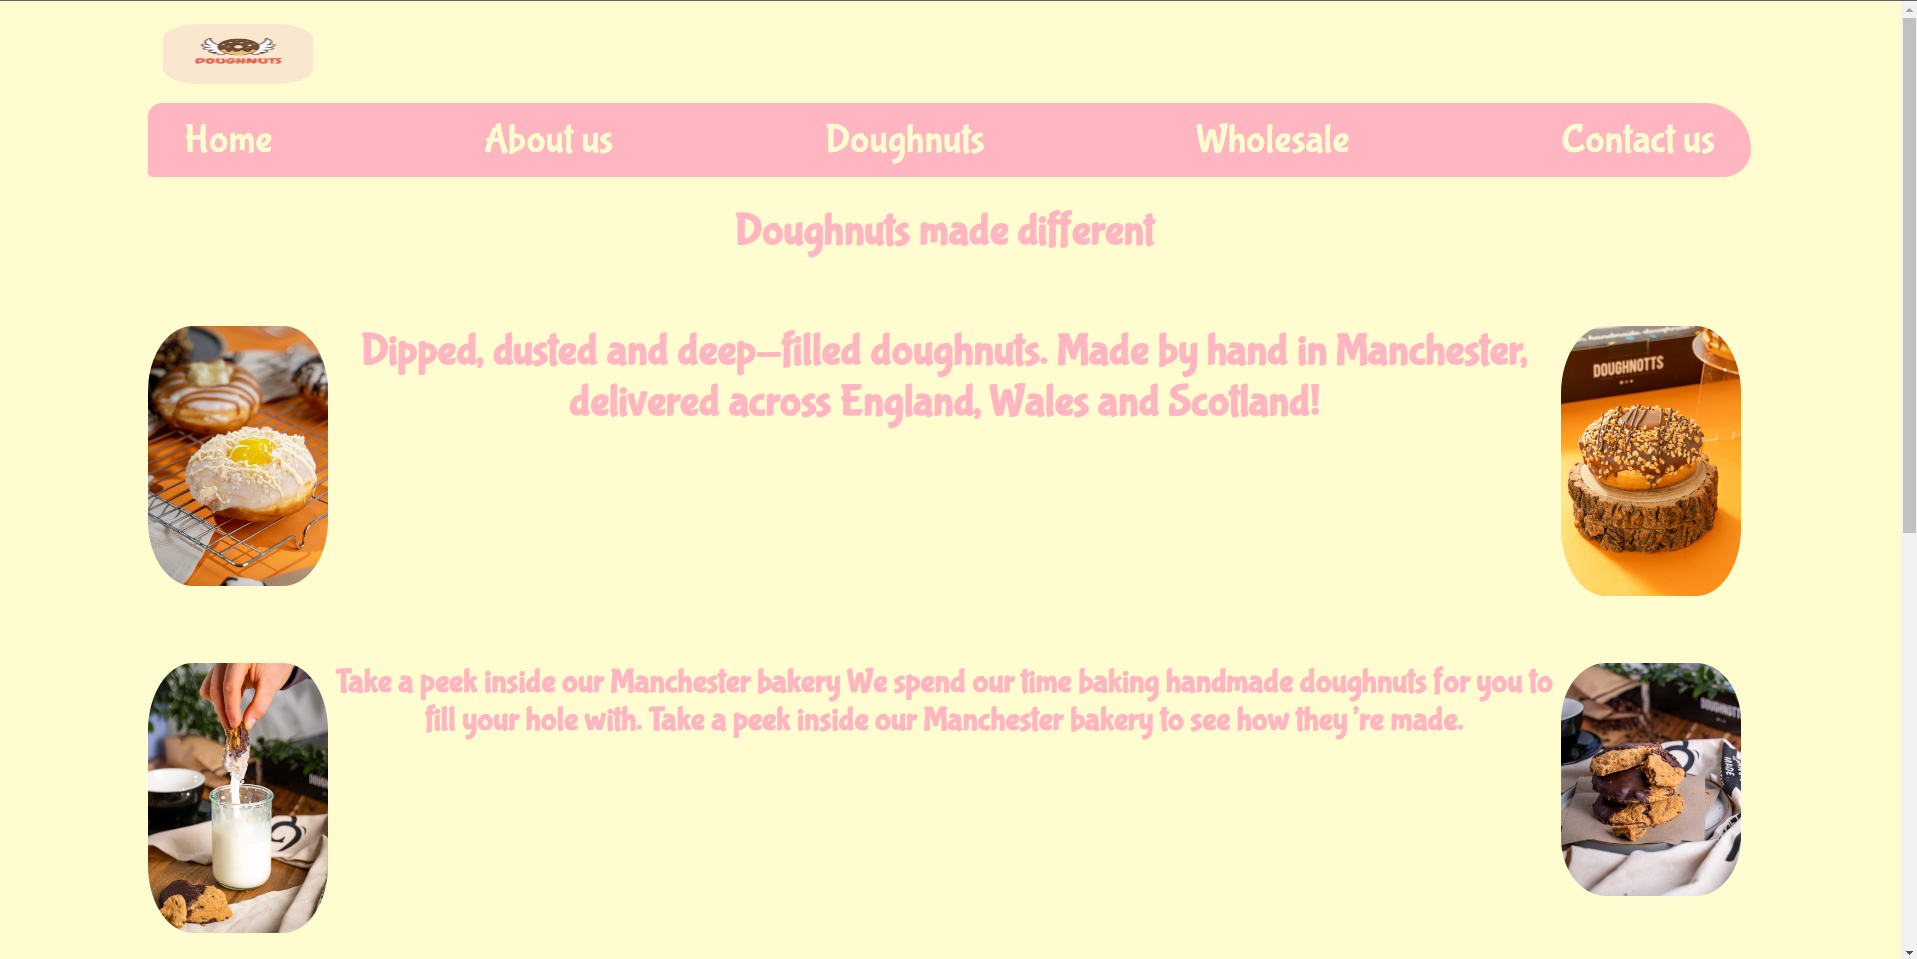 DOUGHNUTS
Home About us Doughnuts Wholesale Contact us
Doughnuts made different
Dipped, dusted and deep-filled doughnuts. Made by hand in Manchester,
delivered across England, Wales and Scotland!
DOUGHNOTTS
Take a peek inside our Manchester bakery We spend our time baking handmade doughnuts for you to
fill your hole with. Take a peek inside our Manchester bakery to see how they're made.